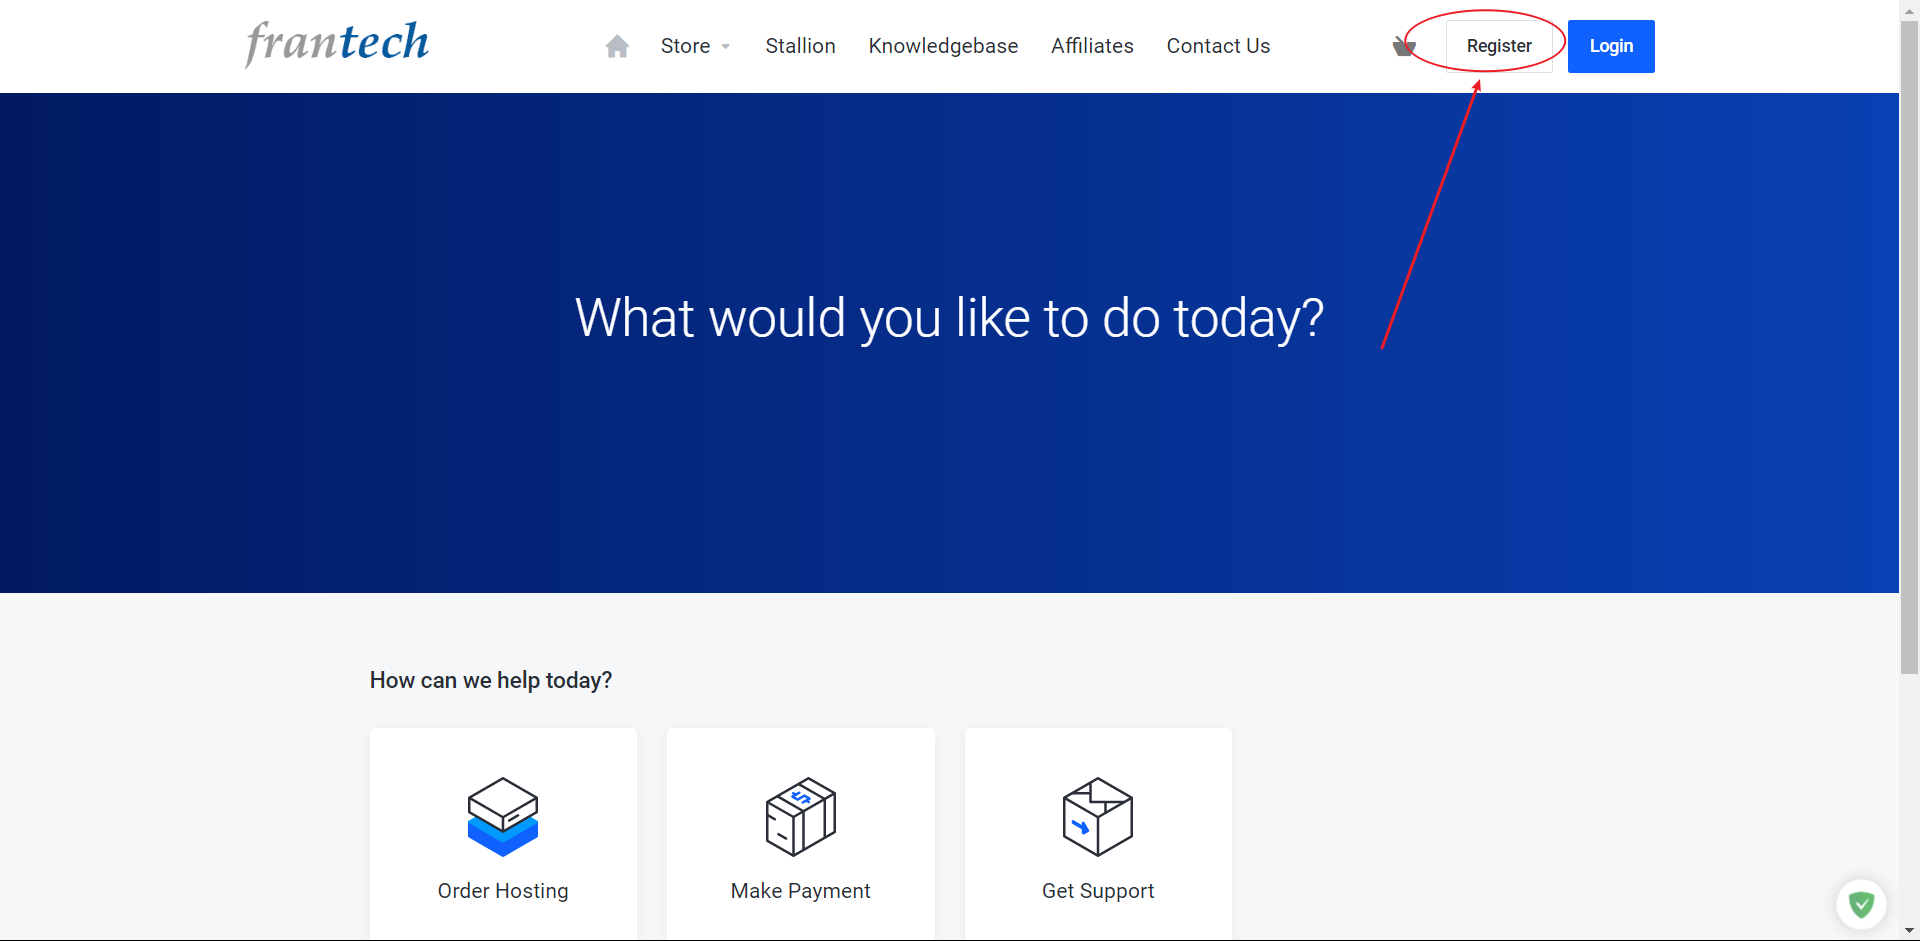 frantech
Store
Stallion
Knowledgebase
Affiliates
Contact Us
Register
Login
What would you like to do today?
How can we help today?
Order Hosting
Make Payment
Get Support